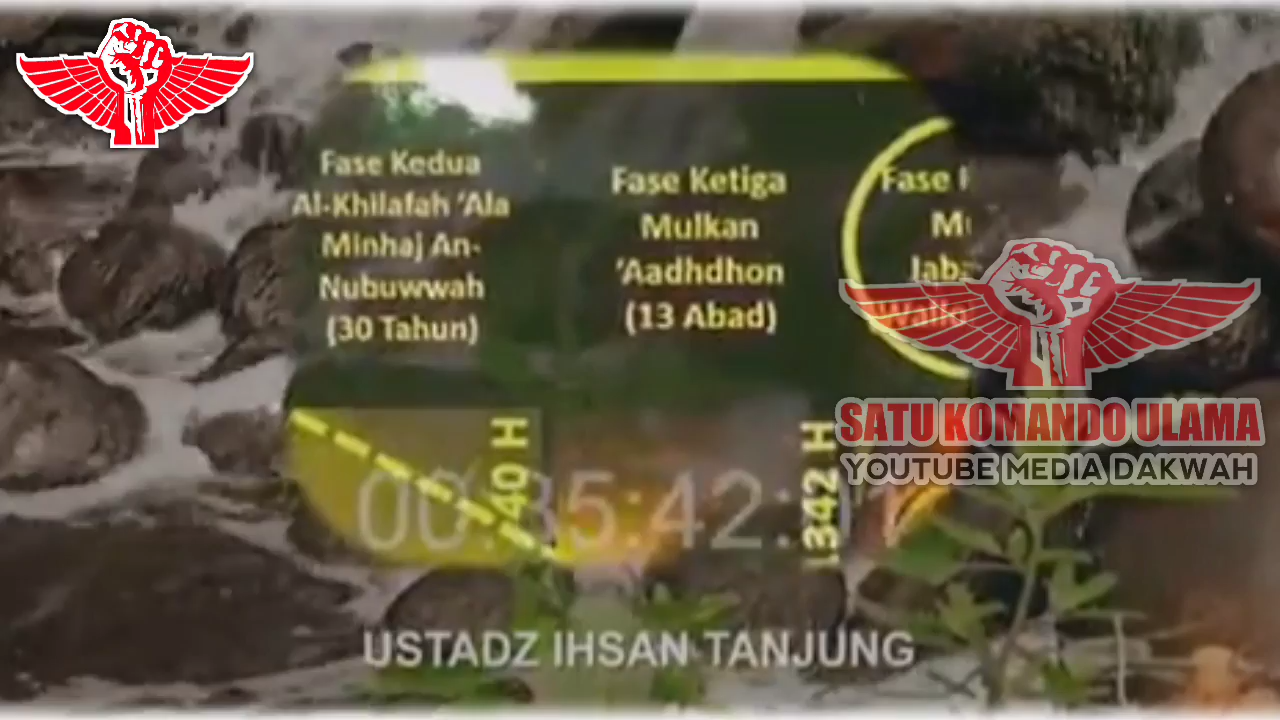 Fase Kedua
Al-Khilafah 'Ala
Minhaj An-
Nubuwwah
(30 Tahun)
Fase Ketiga
Mulkan
'Aadhdhon
(13 Abad)
Fase
40 H
1342 H
SATU KOMANDO ULAMA
YOUTUBE MEDIA DAKWAH
USTADZ IHSAN TANJUNG